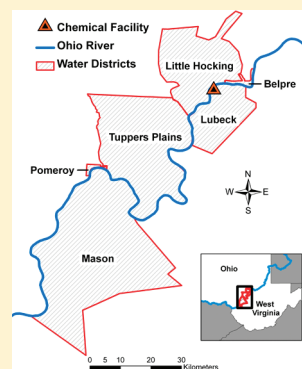 Chemical Facility
Ohio River
Water Districts
Little Hocking
Belpre
Lubeck
Tuppers Plains
Pomeroy
N
W E
S
Mason
Ohio
West
Virginia
0 5 10 20 30
Kilometers